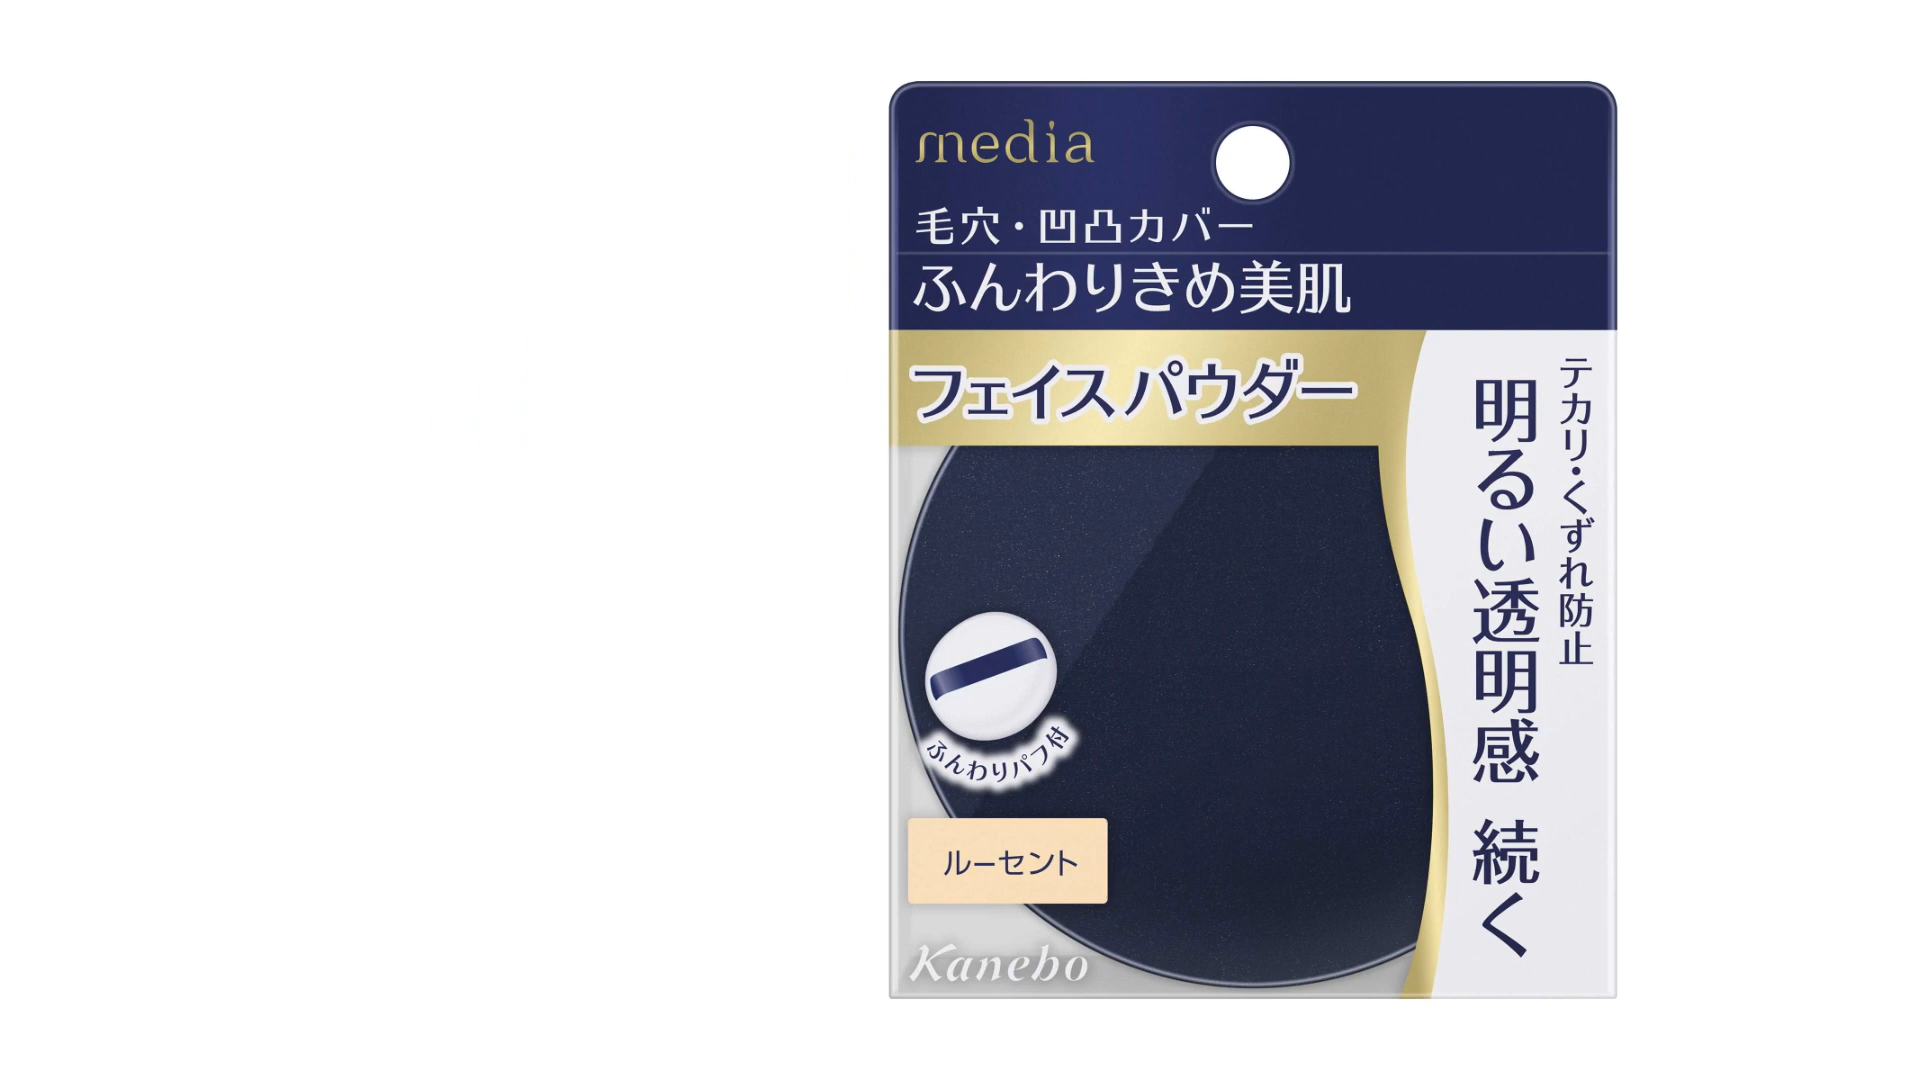 media
毛穴・凹凸カバー
ふんわりきめ美肌
フェイスパウダー
テカリ・くずれ防止
明るい透明感 続く
ふんわりパフ付
ルーセント
Kanebo